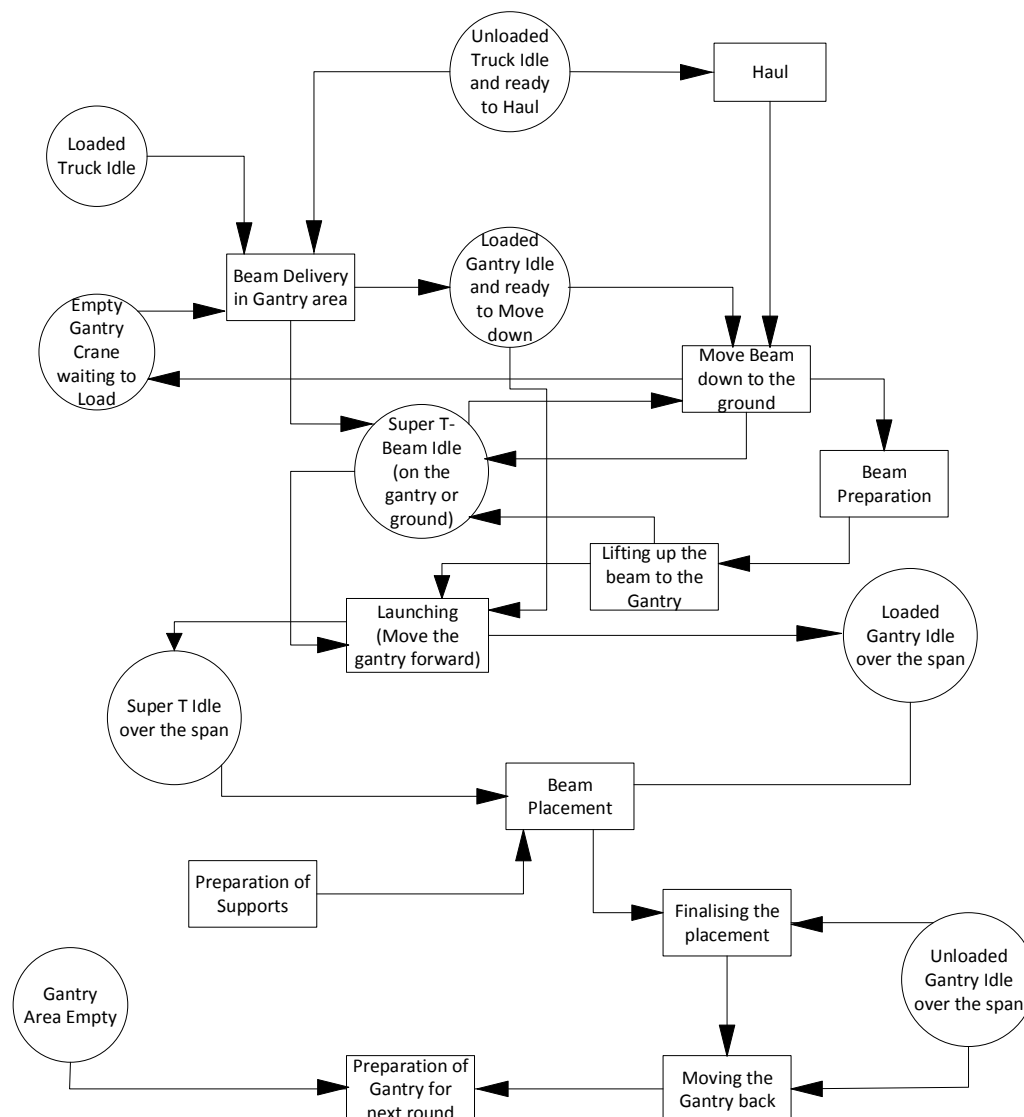 Unloaded
Truck Idle
and ready
to Haul
Haul
Loaded
Truck Idle
Beam Delivery
in Gantry area
Loaded
Gantry Idle
and ready
to Move
down
Empty
Gantry
Crane
waiting to
Load
Move Beam
down to the
ground
Super T-
Beam Idle
(on the
gantry or
ground)
Beam
Preparation
Lifting up the
beam to the
Gantry
Launching
(Move the
gantry forward)
Loaded
Gantry Idle
over the span
Super T Idle
over the span
Beam
Placement
Preparation of
Supports
Finalising the
placement
Unloaded
Gantry Idle
over the span
Gantry
Area Empty
Preparation of
Gantry for
next round
Moving the
Gantry back